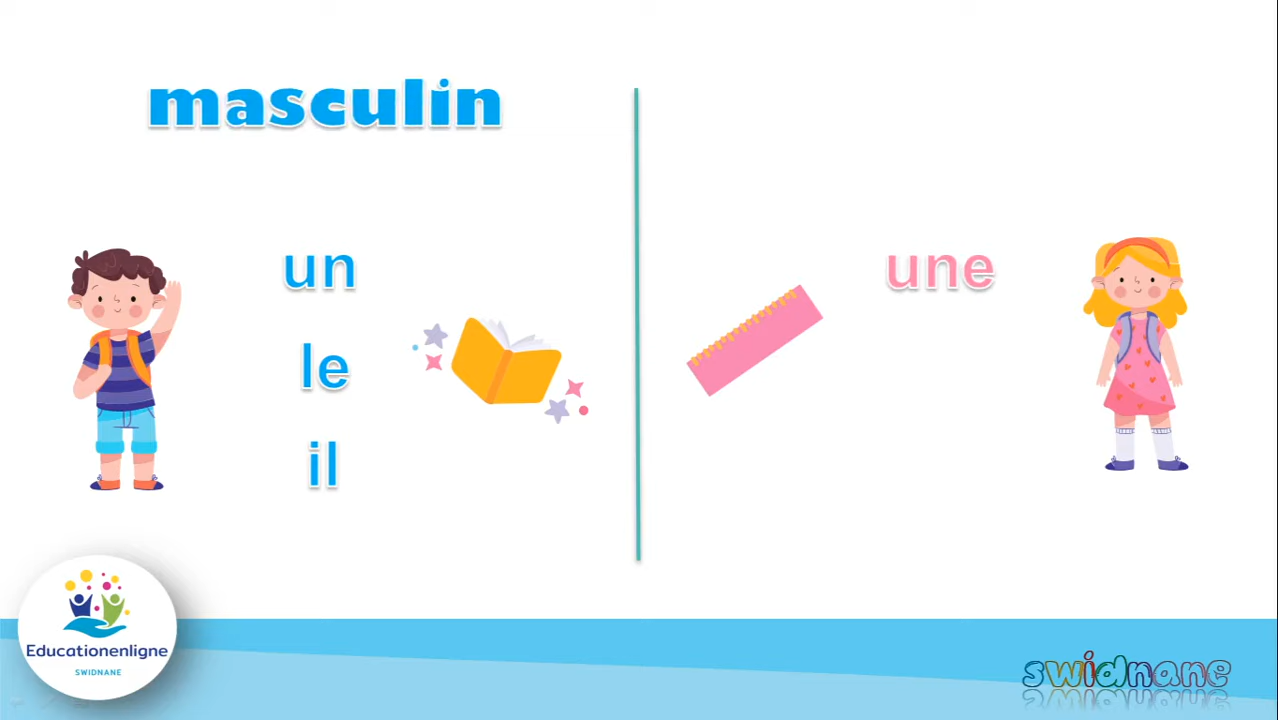 masculin
un
le
il
une
Educationenligne
SWIDNANE
swidnane